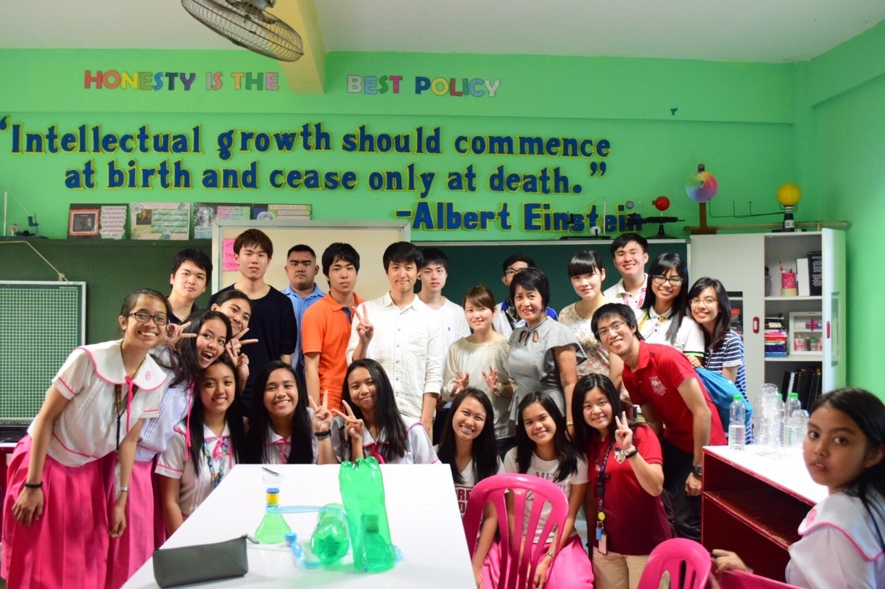 HONESTY IS THE BEST POLICY
"Intellectual growth should commence
at birth and cease only at death."
-Albert Einstein